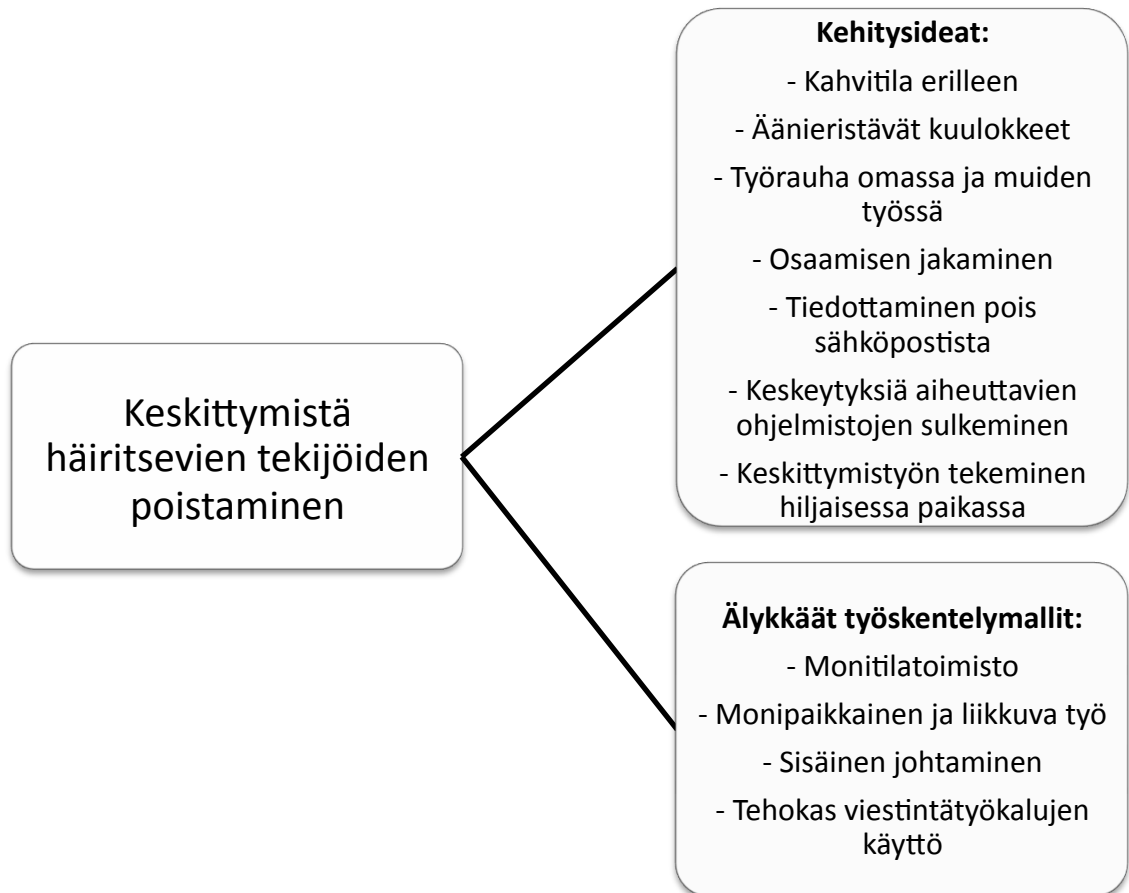 Keskittymistä
häiritsevien tekijöiden
poistaminen
Kehitysideat:
- Kahvitila erilleen
- Äänieristävät kuulokkeet
- Työrauha omassa ja muiden
työssä
- Osaamisen jakaminen
- Tiedottaminen pois
sähköpostista
- Keskeytyksiä aiheuttavien
ohjelmistojen sulkeminen
- Keskittymistyön tekeminen
hiljaisessa paikassa
Älykkäät työskentelymallit:
- Monitilatoimisto
- Monipaikkainen ja liikkuva työ
- Sisäinen johtaminen
- Tehokas viestintätyökalujen
käyttö